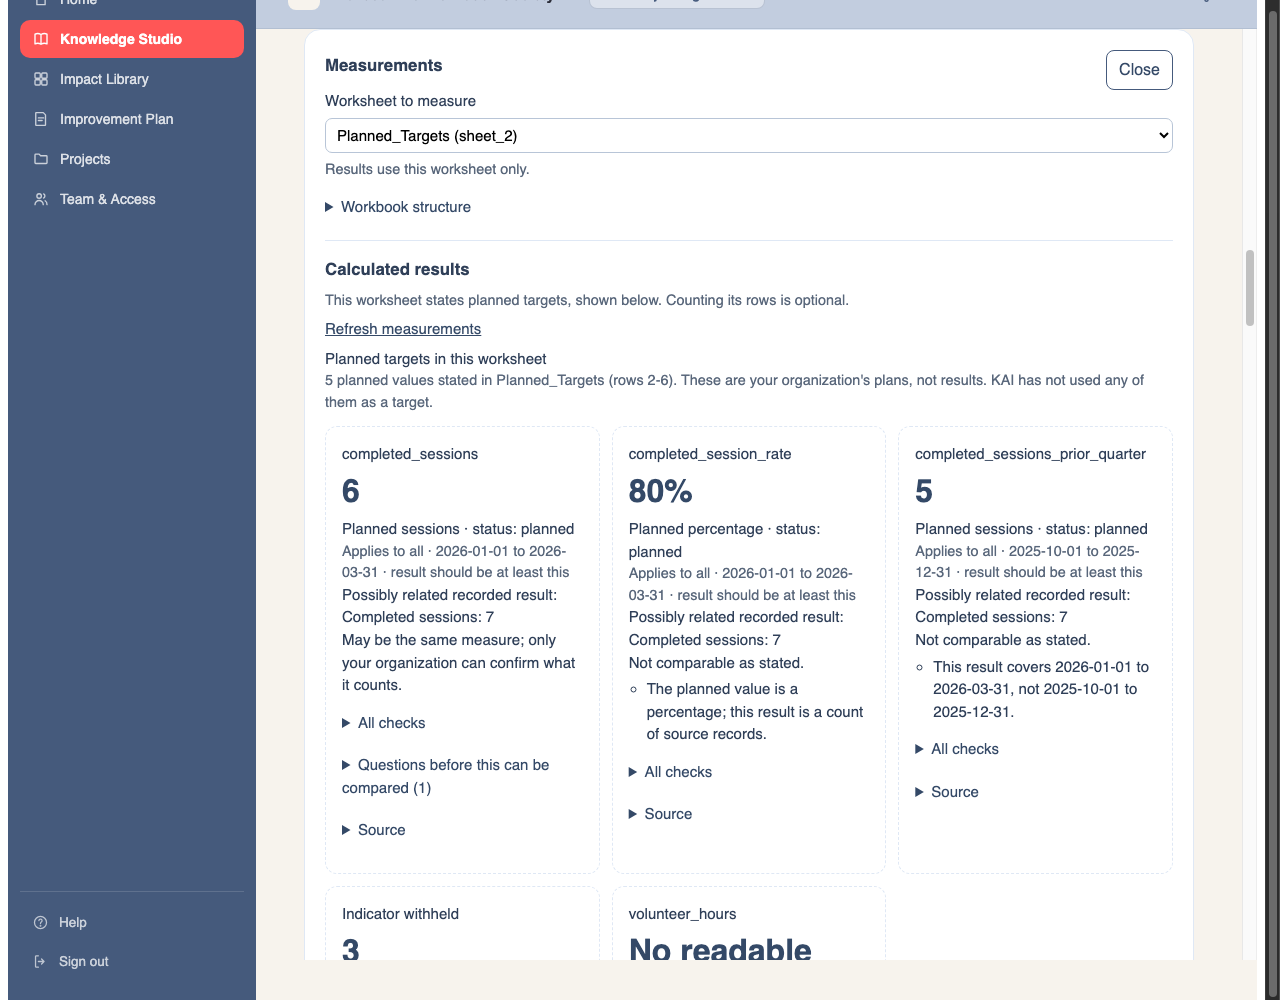 Home
Knowledge Studio
Impact Library
Improvement Plan
Projects
Team & Access
Help
Sign out
Measurements
Close
Worksheet to measure
Planned_Targets (sheet_2)
Results use this worksheet only.
Workbook structure
Calculated results
This worksheet states planned targets, shown below. Counting its rows is optional.
Refresh measurements
Planned targets in this worksheet
5 planned values stated in Planned_Targets (rows 2-6). These are your organization's plans, not results. KAI has not used any of
them as a target.
completed_sessions
6
Planned sessions · status: planned
Applies to all · 2026-01-01 to 2026-
03-31 · result should be at least this
Possibly related recorded result:
Completed sessions: 7
May be the same measure; only
your organization can confirm what
it counts.
All checks
Questions before this can be
compared (1)
Source
completed_session_rate
80%
Planned percentage · status:
planned
Applies to all · 2026-01-01 to 2026-
03-31 · result should be at least this
Possibly related recorded result:
Completed sessions: 7
Not comparable as stated.
The planned value is a
percentage; this result is a count
of source records.
All checks
Source
completed_sessions_prior_quarter
5
Planned sessions · status: planned
Applies to all · 2025-10-01 to 2025-
12-31 · result should be at least this
Possibly related recorded result:
Completed sessions: 7
Not comparable as stated.
This result covers 2026-01-01 to
2026-03-31, not 2025-10-01 to
2025-12-31.
All checks
Source
Indicator withheld
3
volunteer_hours
No readable